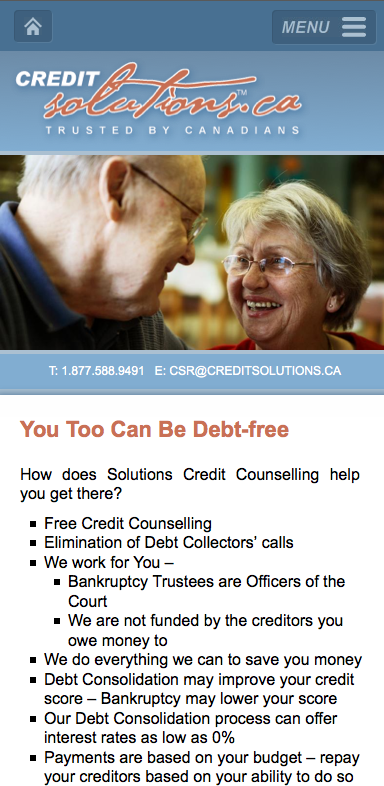 MENU
CREDIT
solutions.ca™
TRUSTED BY CANADIANS
T: 1.877.588.9491 E: CSR@CREDITSOLUTIONS.CA
You Too Can Be Debt-free
How does Solutions Credit Counselling help
you get there?
Free Credit Counselling
Elimination of Debt Collectors’ calls
We work for You –
Bankruptcy Trustees are Officers of the
Court
We are not funded by the creditors you
owe money to
We do everything we can to save you money
Debt Consolidation may improve your credit
score – Bankruptcy may lower your score
Our Debt Consolidation process can offer
interest rates as low as 0%
Payments are based on your budget – repay
your creditors based on your ability to do so